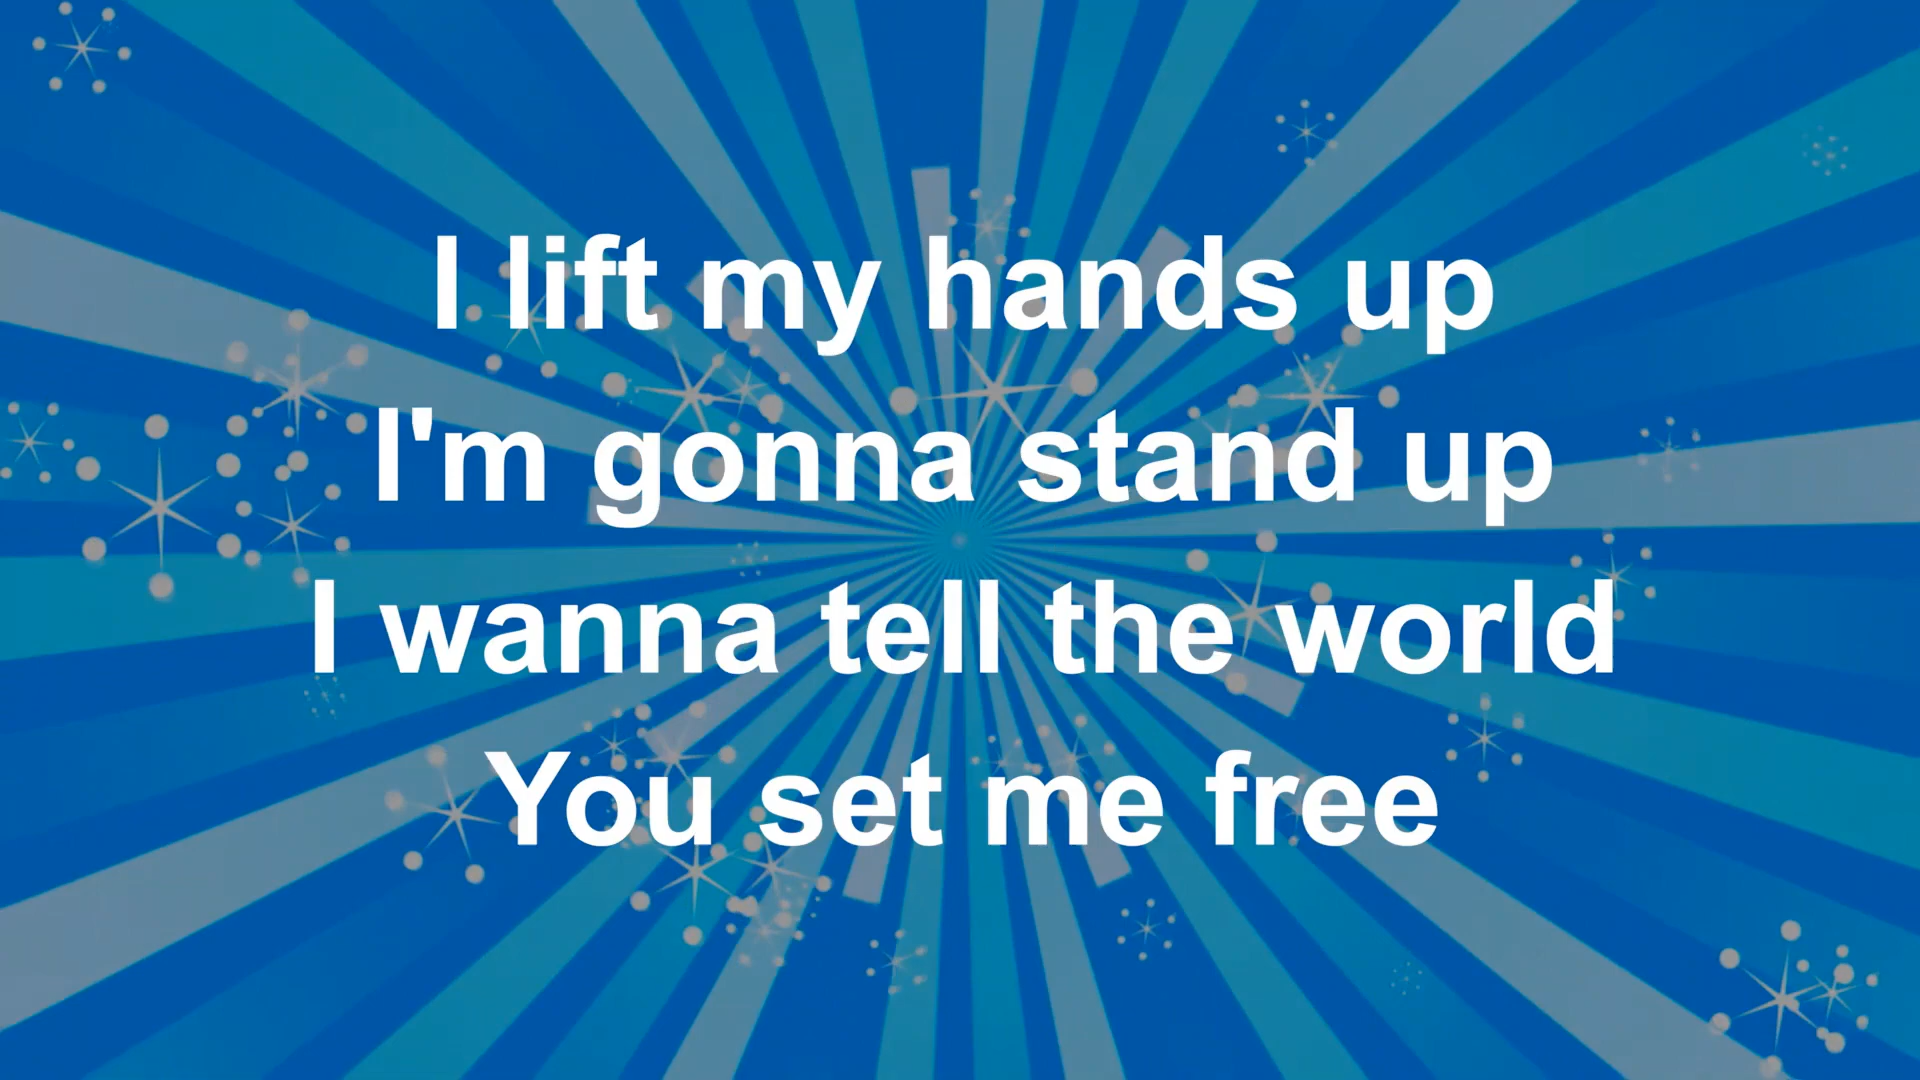 I lift my hands up
I'm gonna stand up
I wanna tell the world
You set me free